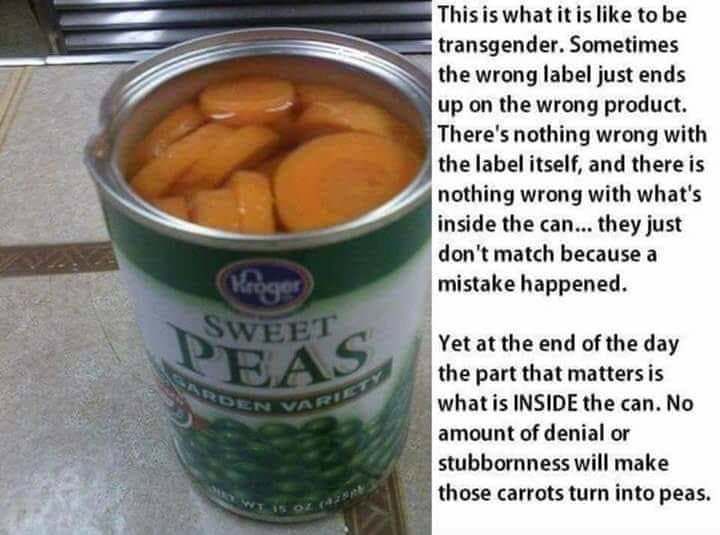 This is what it is like to be
transgender. Sometimes
the wrong label just ends
up on the wrong product.
There's nothing wrong with
the label itself, and there is
nothing wrong with what's
inside the can... they just
don't match because a
mistake happened.
Yet at the end of the day
the part that matters is
what is INSIDE the can. No
amount of denial or
stubbornness will make
those carrots turn into peas.
Kroger
SWEET
PEAS
GARDEN VARIETY
NET WT 15 OZ